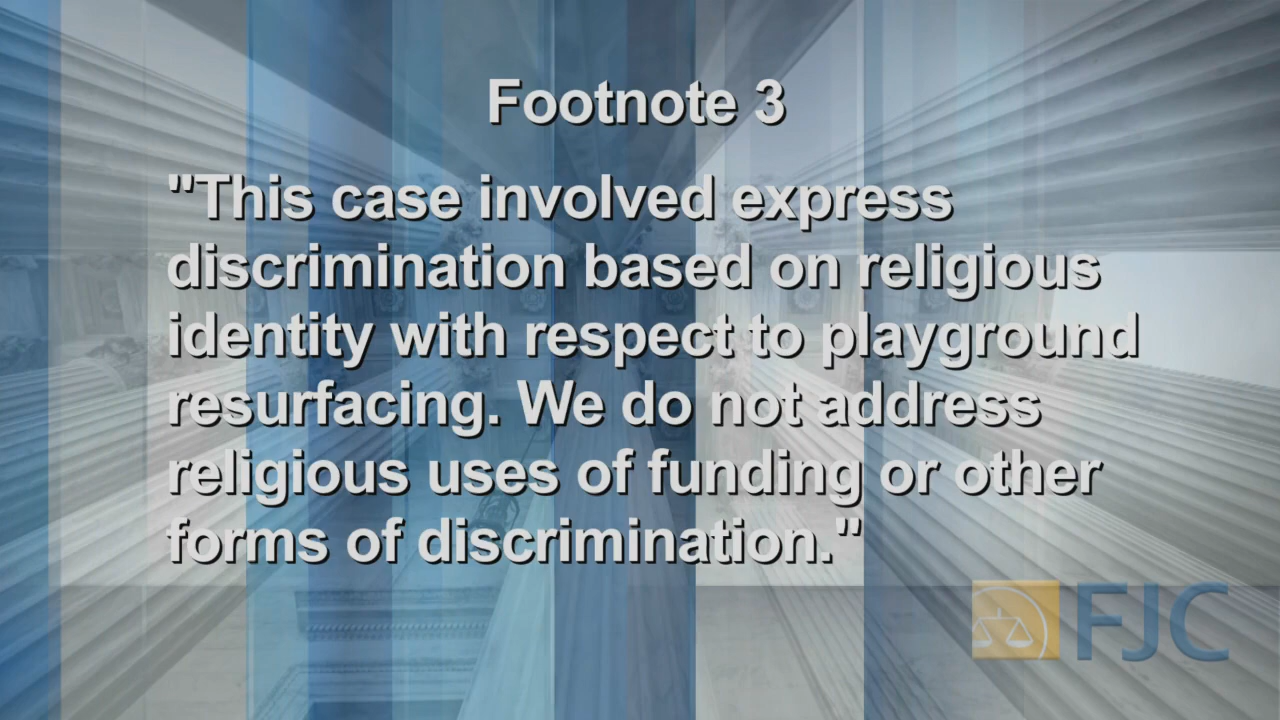 Footnote 3
"This case involved express
discrimination based on religious
identity with respect to playground
resurfacing. We do not address
religious uses of funding or other
forms of discrimination."
FJC